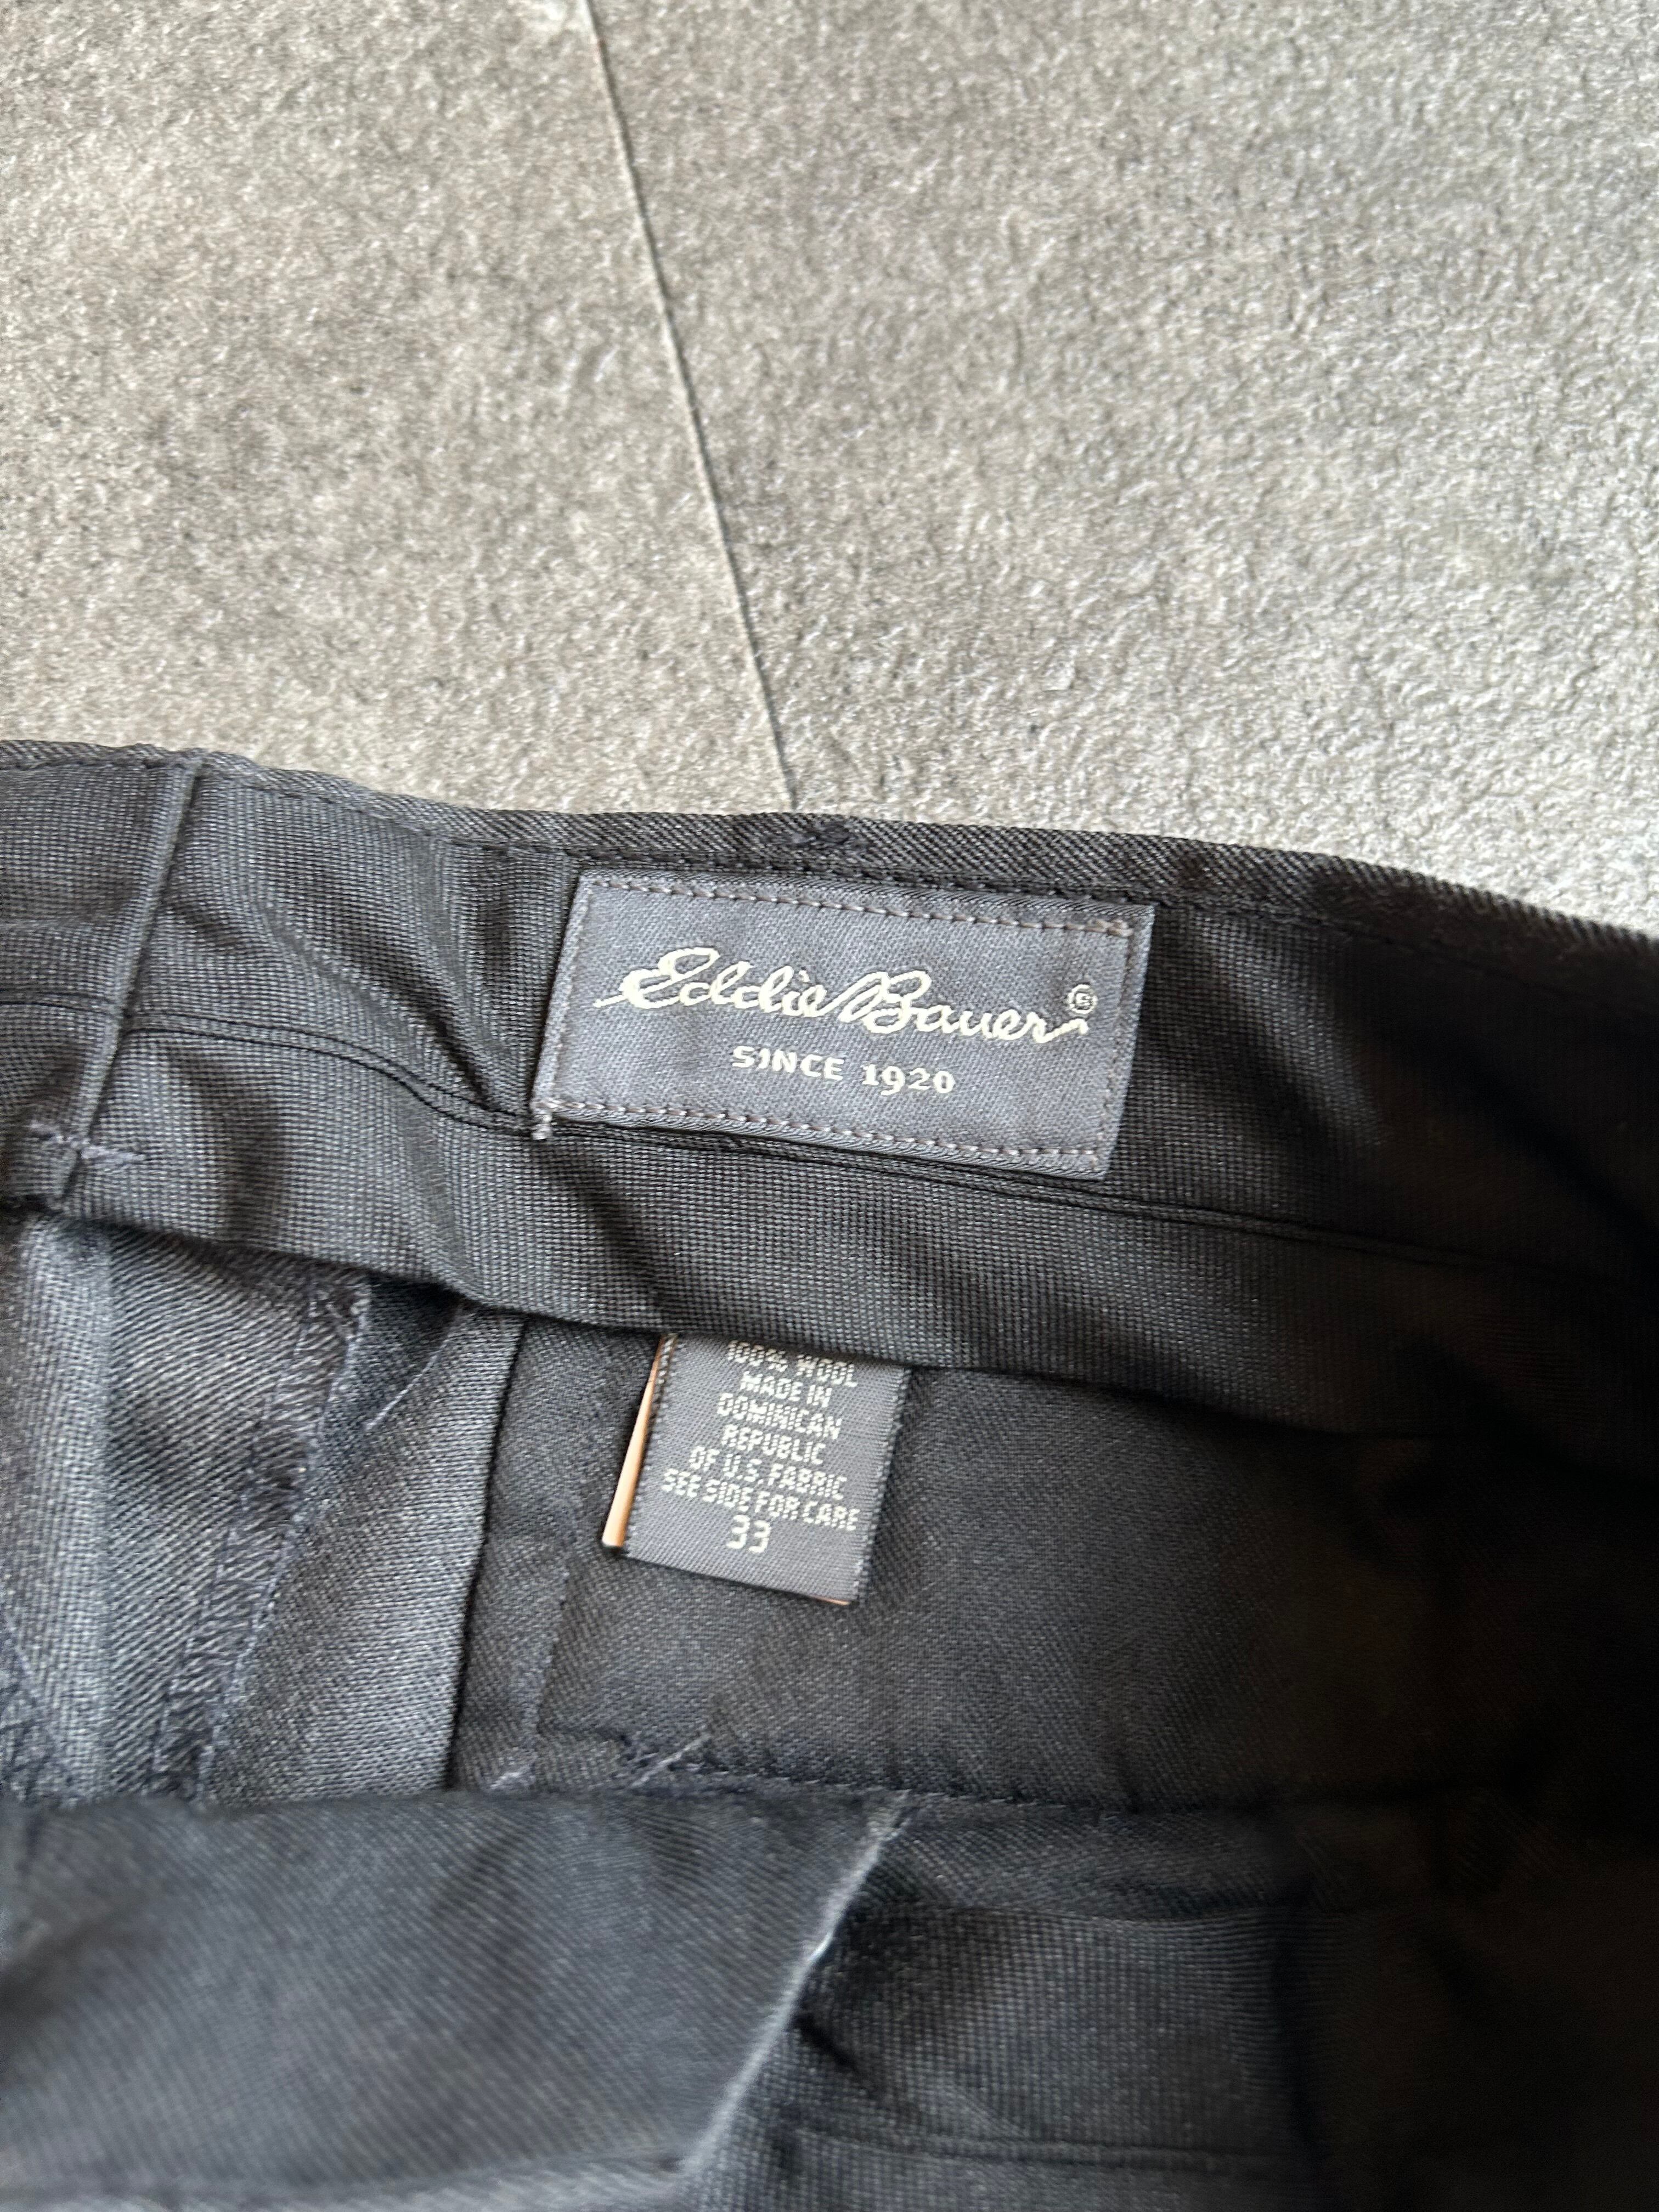 Eddie Bauer ®
SINCE 1920
100% WOOL
MADE IN
DOMINICAN
REPUBLIC
OF U.S. FABRIC
SEE SIDE FOR CARE
33